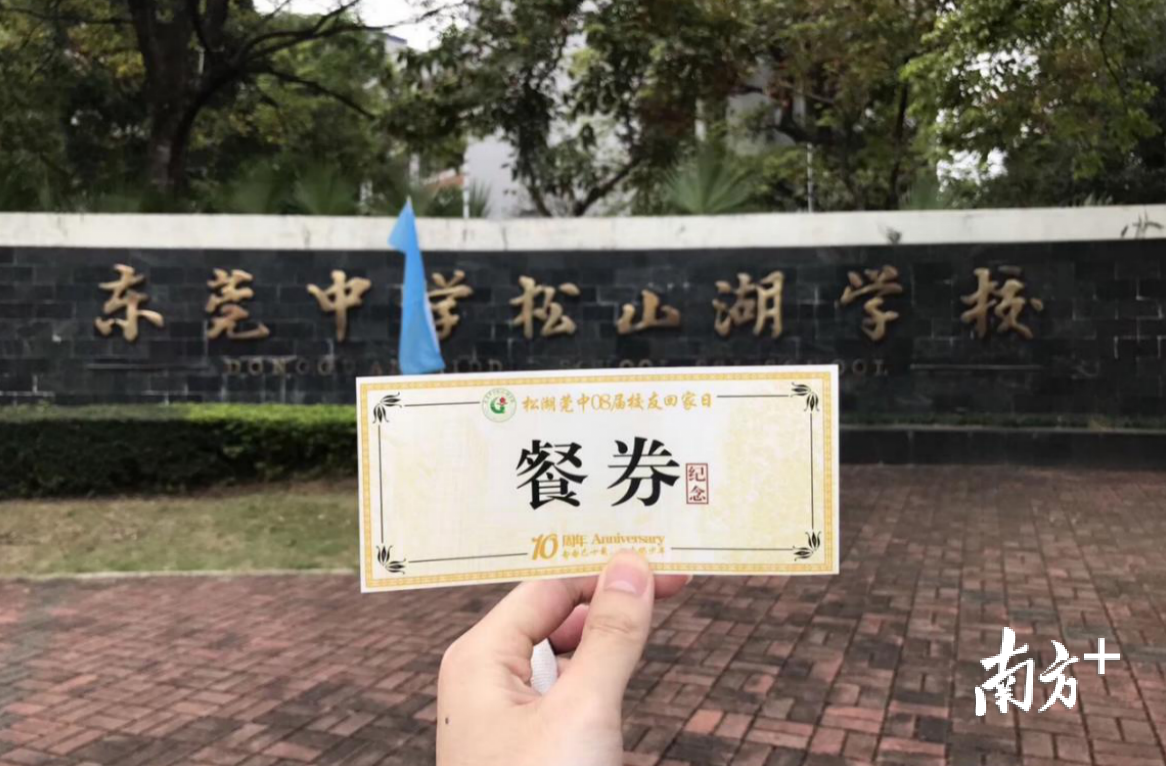 东莞中学松山湖学校
松湖莞中08届校友回家日
餐券
纪念
10周年 Anniversary
南方+